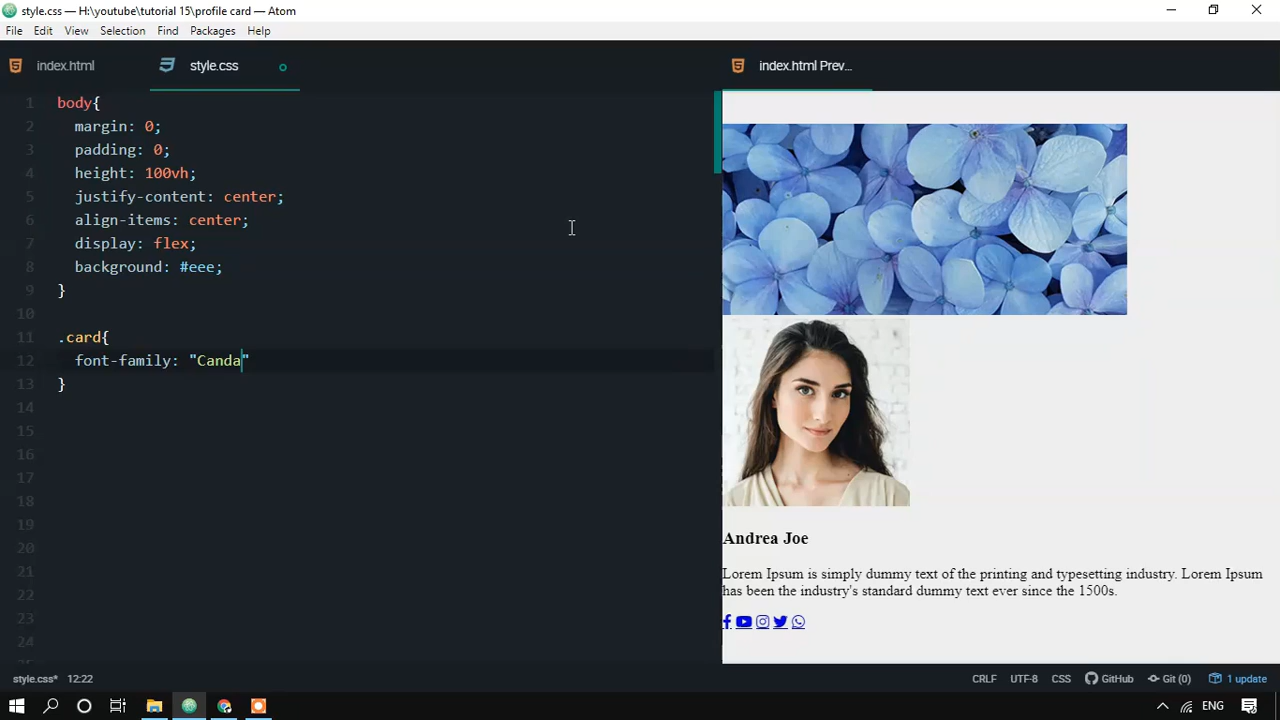 style.css — H:\youtube\tutorial 15\profile card — Atom
File Edit View Selection Find Packages Help
index.html style.css index.html Prev...
1 body{
2 margin: 0;
3 padding: 0;
4 height: 100vh;
5 justify-content: center;
6 align-items: center;
7 display: flex;
8 background: #eee;
9 }
10
11 .card{
12 font-family: "Canda"
13 }
14
15
16
17
18
19
20
21
22
23
24
Andrea Joe
Lorem Ipsum is simply dummy text of the printing and typesetting industry. Lorem Ipsum
has been the industry's standard dummy text ever since the 1500s.
style.css* 12:22 CRLF UTF-8 CSS GitHub Git (0) 1 update
ENG